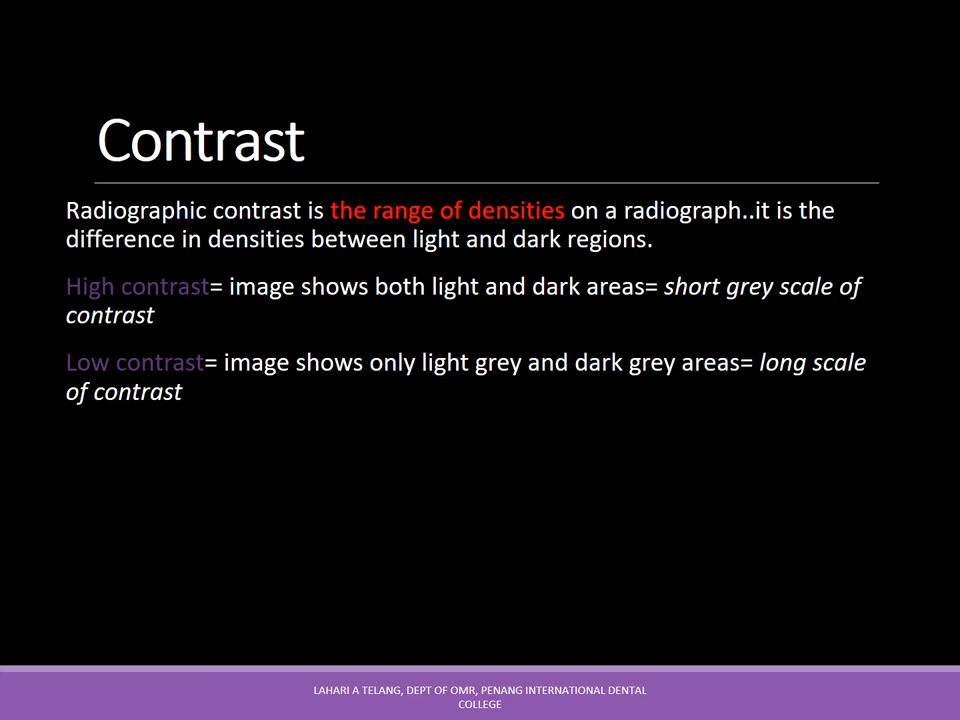 Contrast
Radiographic contrast is the range of densities on a radiograph..it is the
difference in densities between light and dark regions.
High contrast= image shows both light and dark areas= short grey scale of
contrast
Low contrast= image shows only light grey and dark grey areas= long scale
of contrast
LAHARI A TELANG, DEPT OF OMR, PENANG INTERNATIONAL DENTAL
COLLEGE